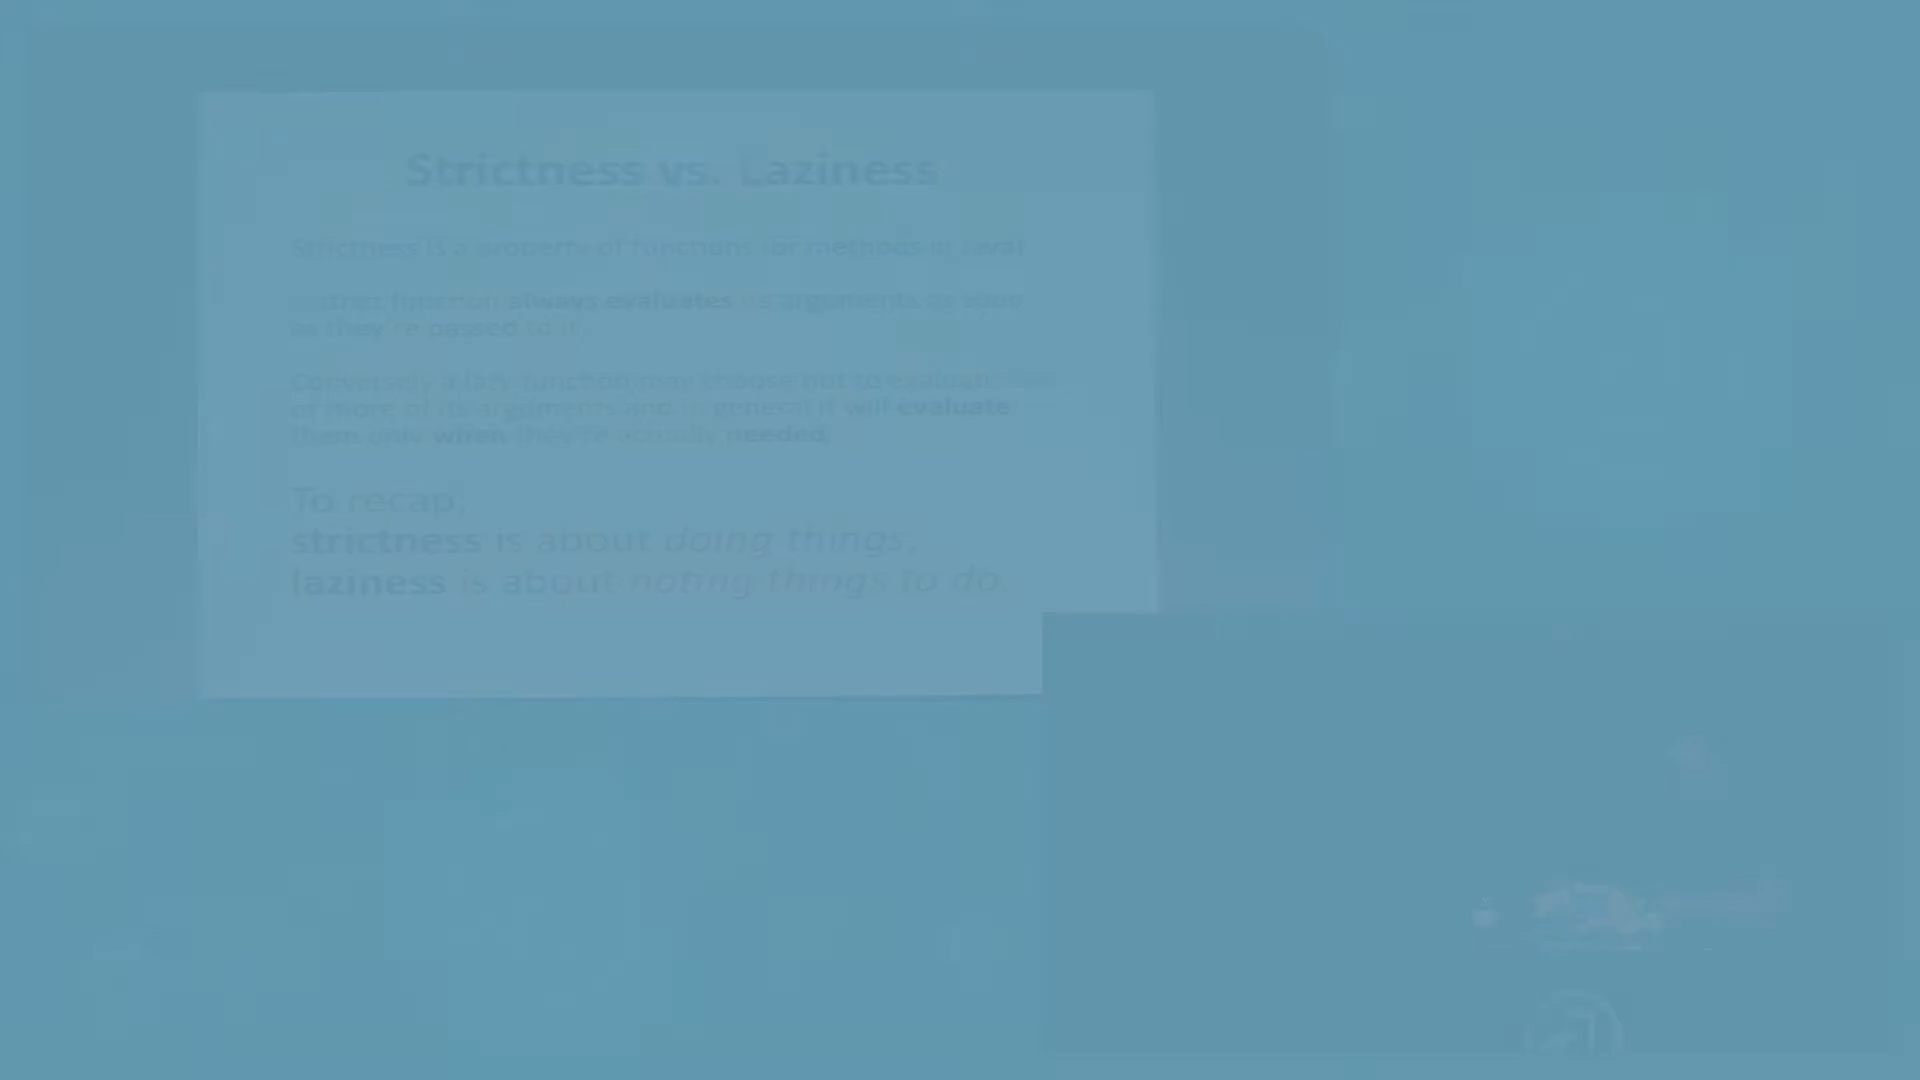 Strictness vs. Laziness
Strictness is a property of functions (or methods in Java)
strict function always evaluates its arguments as soon
as they're passed to it.
Conversely a lazy function may choose not to evaluate one
or more of its arguments and in general it will evaluate
them only when they're actually needed.
To recap,
strictness is about doing things,
laziness is about noting things to do.